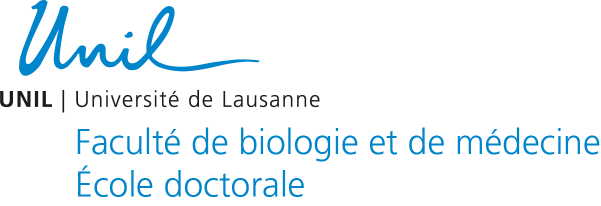 Unil
UNIL | Université de Lausanne
Faculté de biologie et de médecine
École doctorale